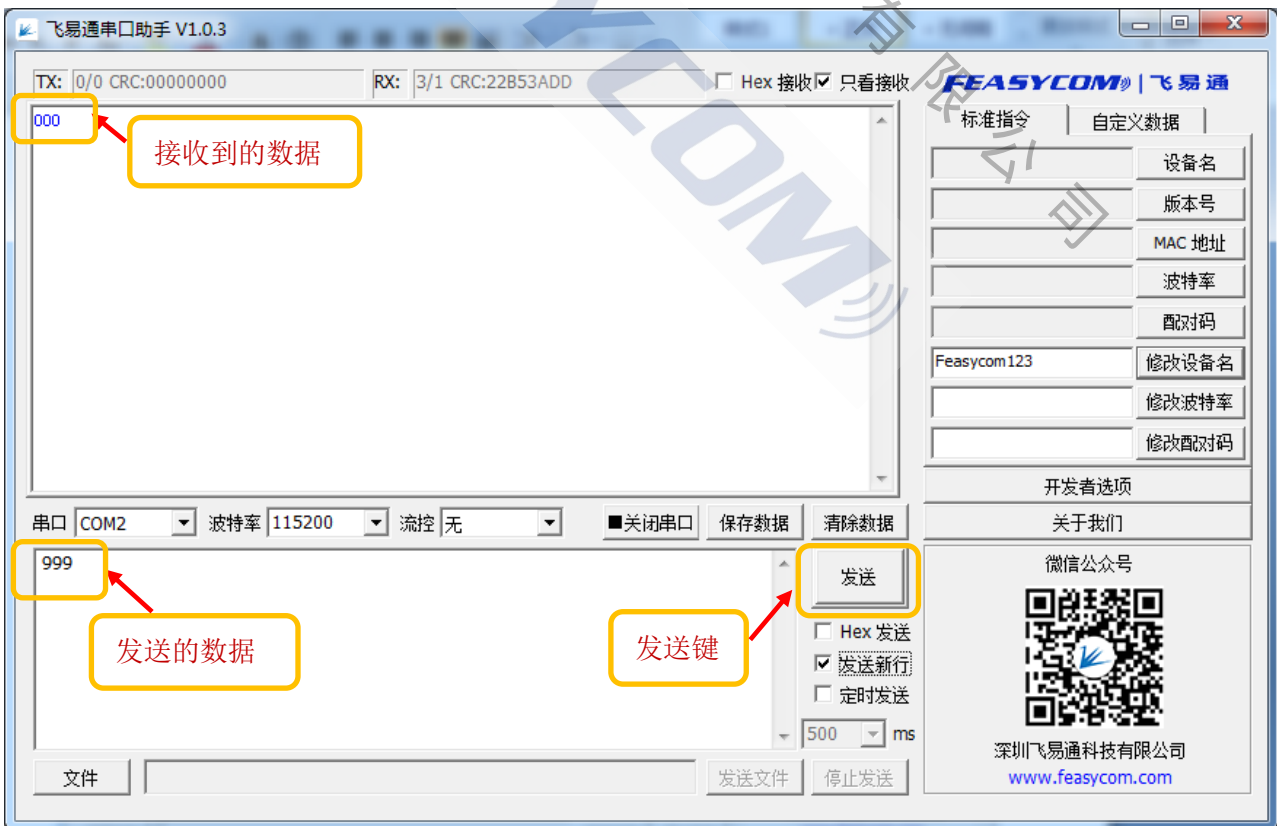 飞易通串口助手 V1.0.3
TX: 0/0 CRC:00000000 RX: 3/1 CRC:22B53ADD Hex 接收 只看接收 FEASYCOM | 飞易通
标准指令 自定义数据
000
接收到的数据
设备名
版本号
MAC 地址
波特率
配对码
Feasycom123 修改设备名
修改波特率
修改配对码
开发者选项
串口 COM2 波特率 115200 流控 无 ■关闭串口 保存数据 清除数据 关于我们
999
发送
微信公众号
发送的数据
发送键
Hex 发送
发送新行
定时发送
500 ms
深圳飞易通科技有限公司
文件 发送文件 停止发送 www.feasycom.com
YCOM
有限公司